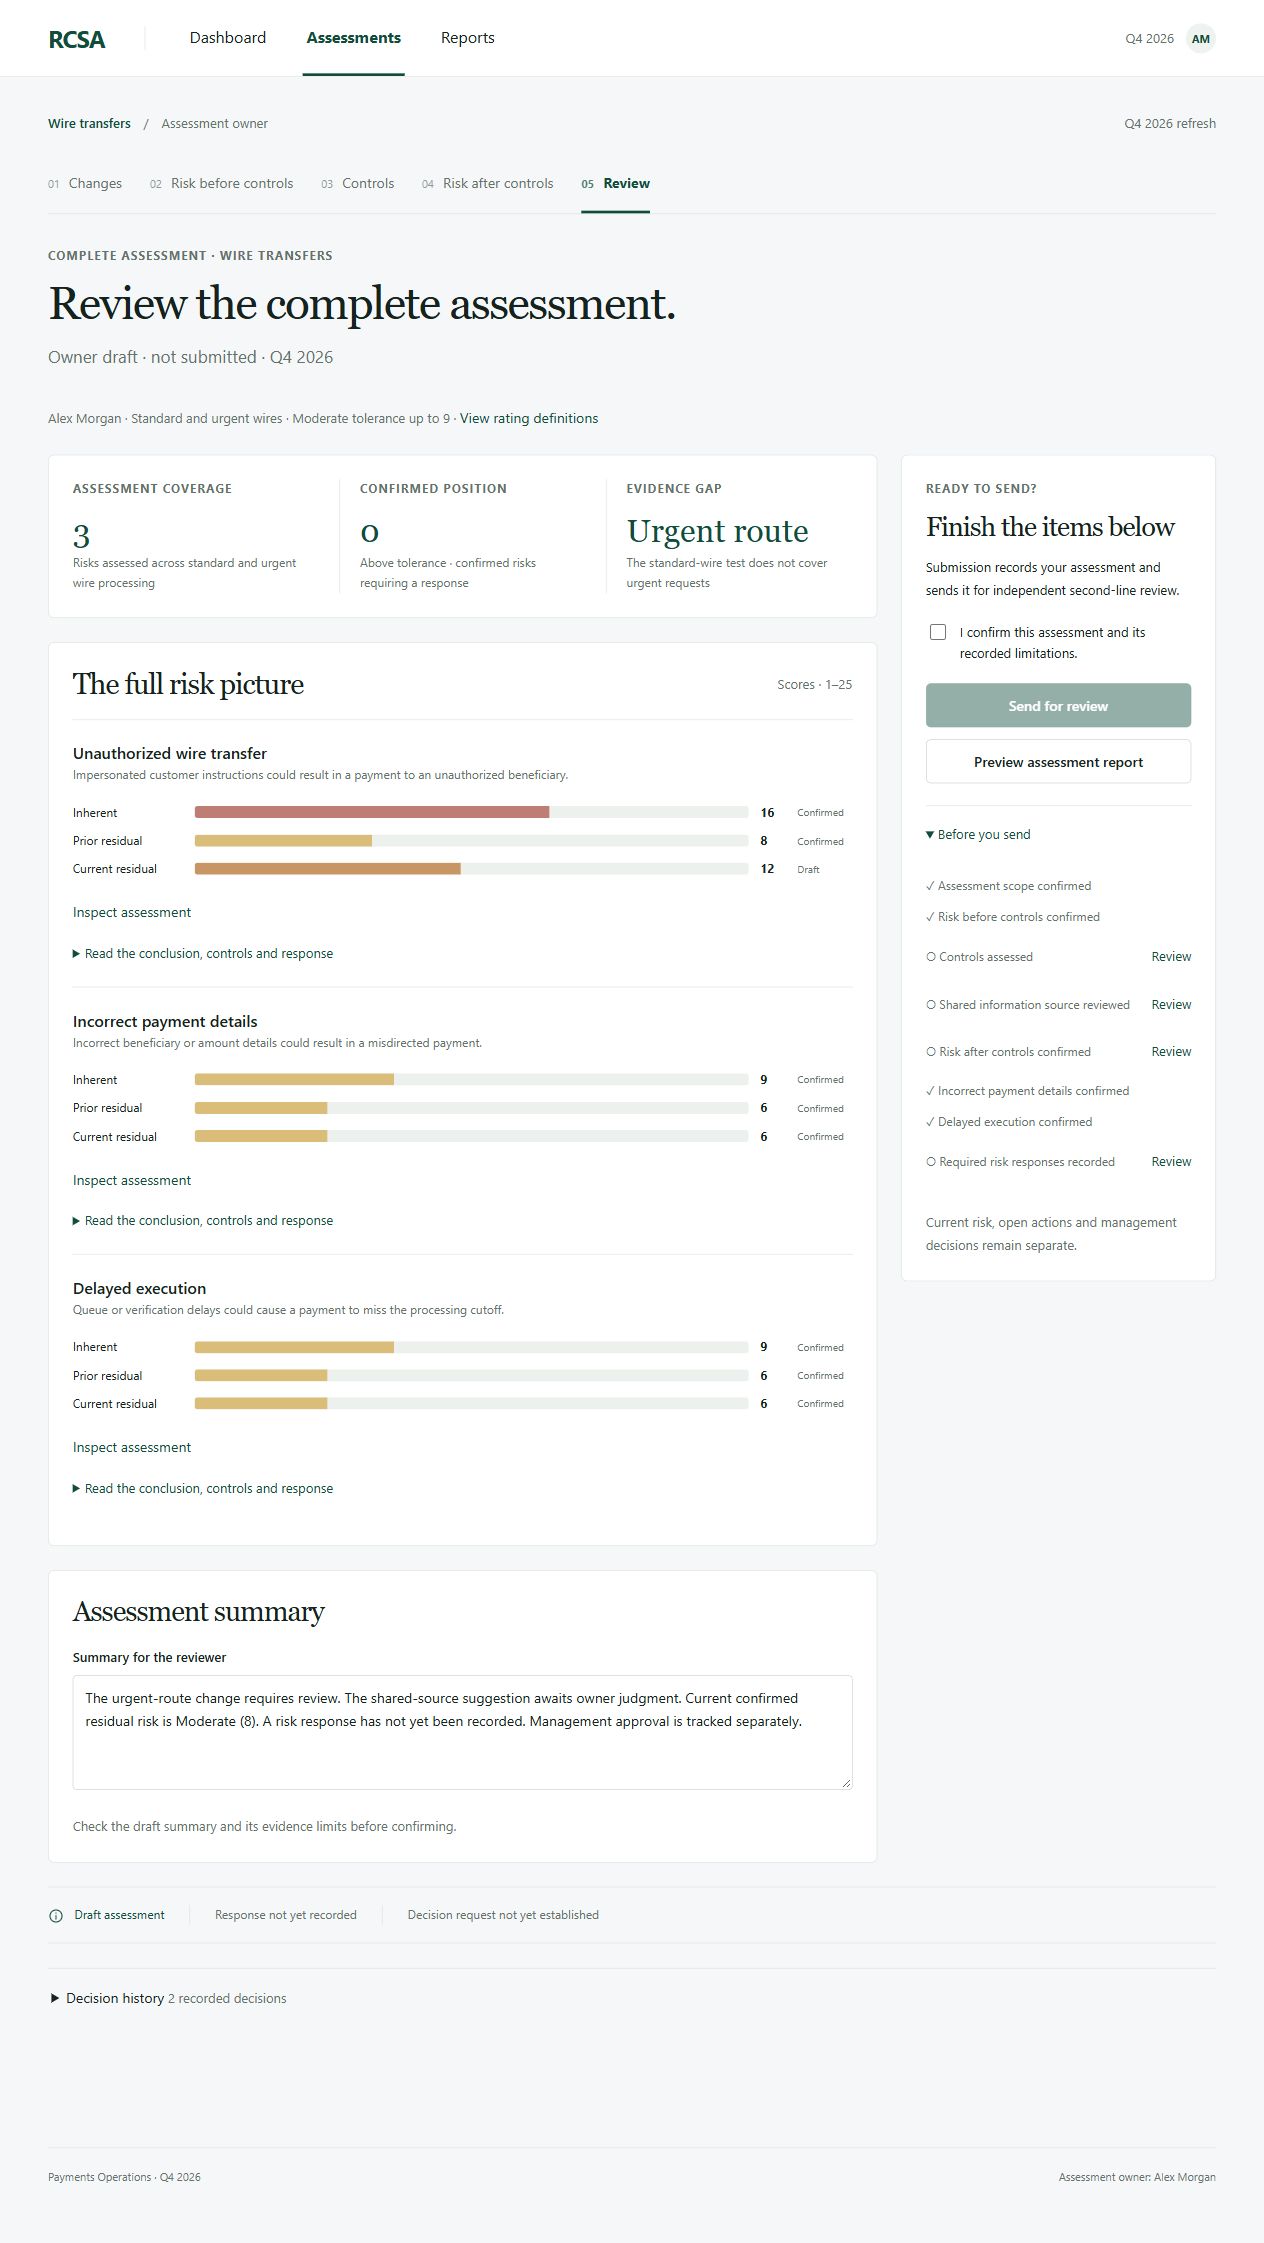 RCSA
Dashboard
Assessments
Reports
Q4 2026
AM
Wire transfers / Assessment owner
Q4 2026 refresh
01 Changes
02 Risk before controls
03 Controls
04 Risk after controls
05 Review
COMPLETE ASSESSMENT · WIRE TRANSFERS
Review the complete assessment.
Owner draft · not submitted · Q4 2026
Alex Morgan · Standard and urgent wires · Moderate tolerance up to 9 · View rating definitions
ASSESSMENT COVERAGE
3
Risks assessed across standard and urgent
wire processing
CONFIRMED POSITION
0
Above tolerance · confirmed risks
requiring a response
EVIDENCE GAP
Urgent route
The standard-wire test does not cover
urgent requests
The full risk picture
Scores · 1–25
Unauthorized wire transfer
Impersonated customer instructions could result in a payment to an unauthorized beneficiary.
Inherent 16 Confirmed
Prior residual 8 Confirmed
Current residual 12 Draft
Inspect assessment
▶ Read the conclusion, controls and response
Incorrect payment details
Incorrect beneficiary or amount details could result in a misdirected payment.
Inherent 9 Confirmed
Prior residual 6 Confirmed
Current residual 6 Confirmed
Inspect assessment
▶ Read the conclusion, controls and response
Delayed execution
Queue or verification delays could cause a payment to miss the processing cutoff.
Inherent 9 Confirmed
Prior residual 6 Confirmed
Current residual 6 Confirmed
Inspect assessment
▶ Read the conclusion, controls and response
Assessment summary
Summary for the reviewer
The urgent-route change requires review. The shared-source suggestion awaits owner judgment. Current confirmed
residual risk is Moderate (8). A risk response has not yet been recorded. Management approval is tracked separately.
Check the draft summary and its evidence limits before confirming.
READY TO SEND?
Finish the items below
Submission records your assessment and
sends it for independent second-line review.
I confirm this assessment and its
recorded limitations.
Send for review
Preview assessment report
▼ Before you send
✓ Assessment scope confirmed
✓ Risk before controls confirmed
○ Controls assessed Review
○ Shared information source reviewed Review
○ Risk after controls confirmed Review
✓ Incorrect payment details confirmed
✓ Delayed execution confirmed
○ Required risk responses recorded Review
Current risk, open actions and management
decisions remain separate.
Draft assessment
Response not yet recorded
Decision request not yet established
▶ Decision history 2 recorded decisions
Payments Operations · Q4 2026
Assessment owner: Alex Morgan